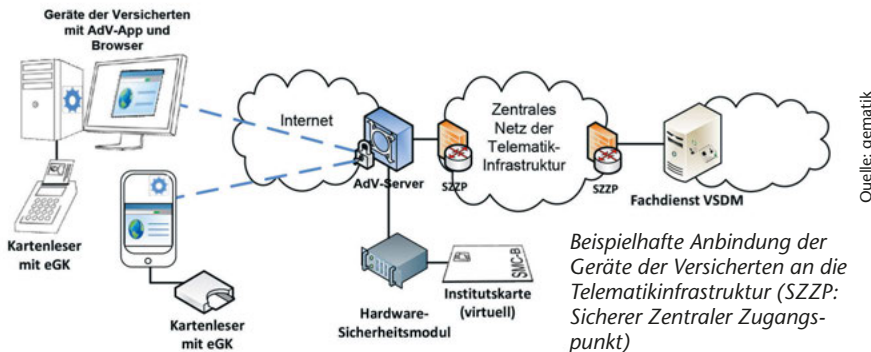 Geräte der Versicherten
mit AdV-App und
Browser
Internet
Zentrales
Netz der
Telematik-
Infrastruktur
AdV-Server
SZZP
SZZP
Fachdienst VSDM
Kartenleser
mit eGK
Kartenleser
mit eGK
Hardware-
Sicherheitsmodul
SMC-B
Institutskarte
(virtuell)
Beispielhafte Anbindung der
Geräte der Versicherten an die
Telematikinfrastruktur (SZZP:
Sicherer Zentraler Zugangs-
punkt)
Quelle: gematik